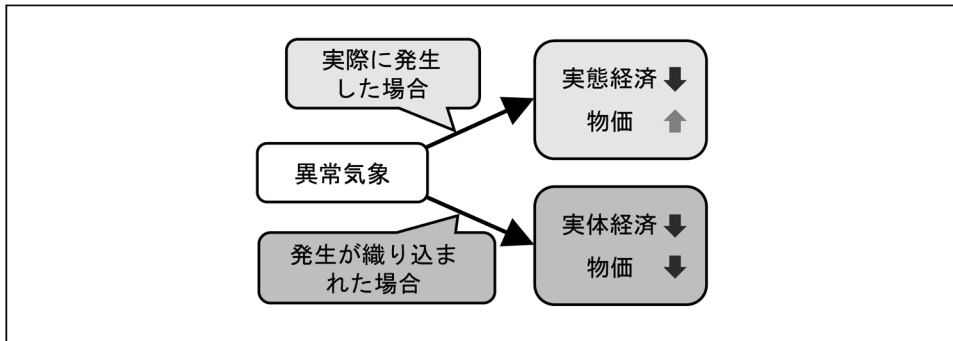 実際に発生
した場合
実態経済
物価
異常気象
実体経済
物価
発生が織り込ま
れた場合